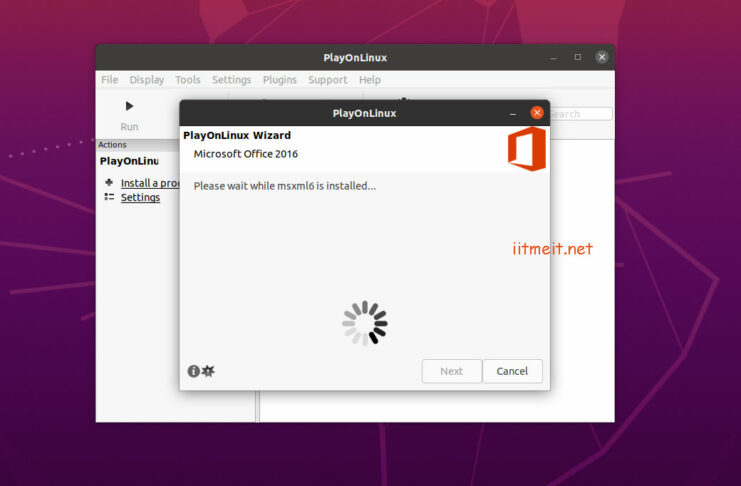 PlayOnLinux
File Display Tools Settings Plugins Support Help
Run
Search
Actions
PlayOnLinu
Install a pro
Settings
PlayOnLinux
PlayOnLinux Wizard
Microsoft Office 2016
Please wait while msxml6 is installed...
Next Cancel
iitmeit.net